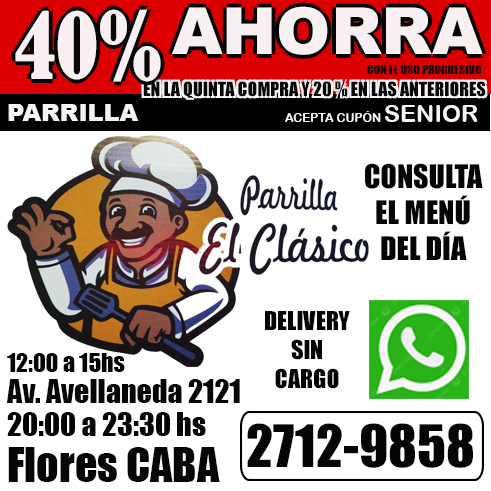 40% AHORRA
CON EL USO PROGRESIVO
EN LA QUINTA COMPRA Y 20% EN LAS ANTERIORES
PARRILLA
ACEPTA CUPÓN SENIOR
Parrilla
El Clásico
CONSULTA
EL MENÚ
DEL DÍA
DELIVERY
SIN
CARGO
12:00 a 15hs
Av. Avellaneda 2121
20:00 a 23:30 hs
Flores CABA
2712-9858